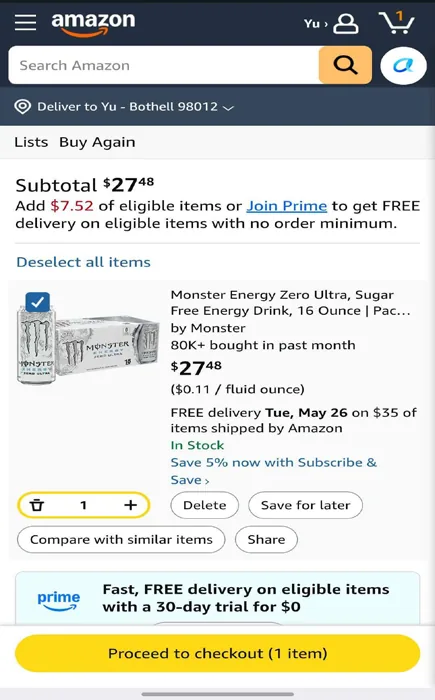 amazon
Yu ›
1
Search Amazon
Deliver to Yu - Bothell 98012
Lists Buy Again
Subtotal $27 48
Add $7.52 of eligible items or Join Prime to get FREE
delivery on eligible items with no order minimum.
Deselect all items
Monster Energy Zero Ultra, Sugar
Free Energy Drink, 16 Ounce | Pac...
by Monster
80K+ bought in past month
$27 48
($0.11 / fluid ounce)
FREE delivery Tue, May 26 on $35 of
items shipped by Amazon
In Stock
Save 5% now with Subscribe &
Save ›
MONSTER
ENERGY
ZERO ULTRA
1 +
Delete
Save for later
Compare with similar items
Share
prime
Fast, FREE delivery on eligible items
with a 30-day trial for $0
Proceed to checkout (1 item)